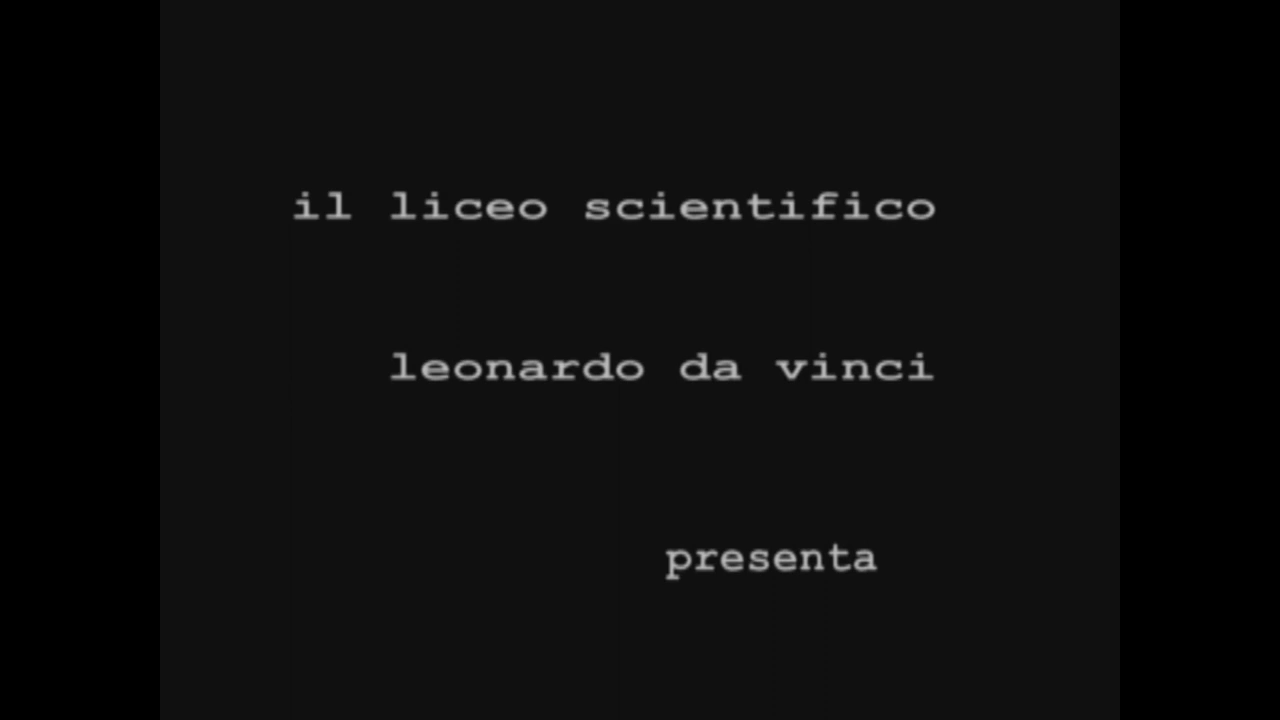 il liceo scientifico
leonardo da vinci
presenta